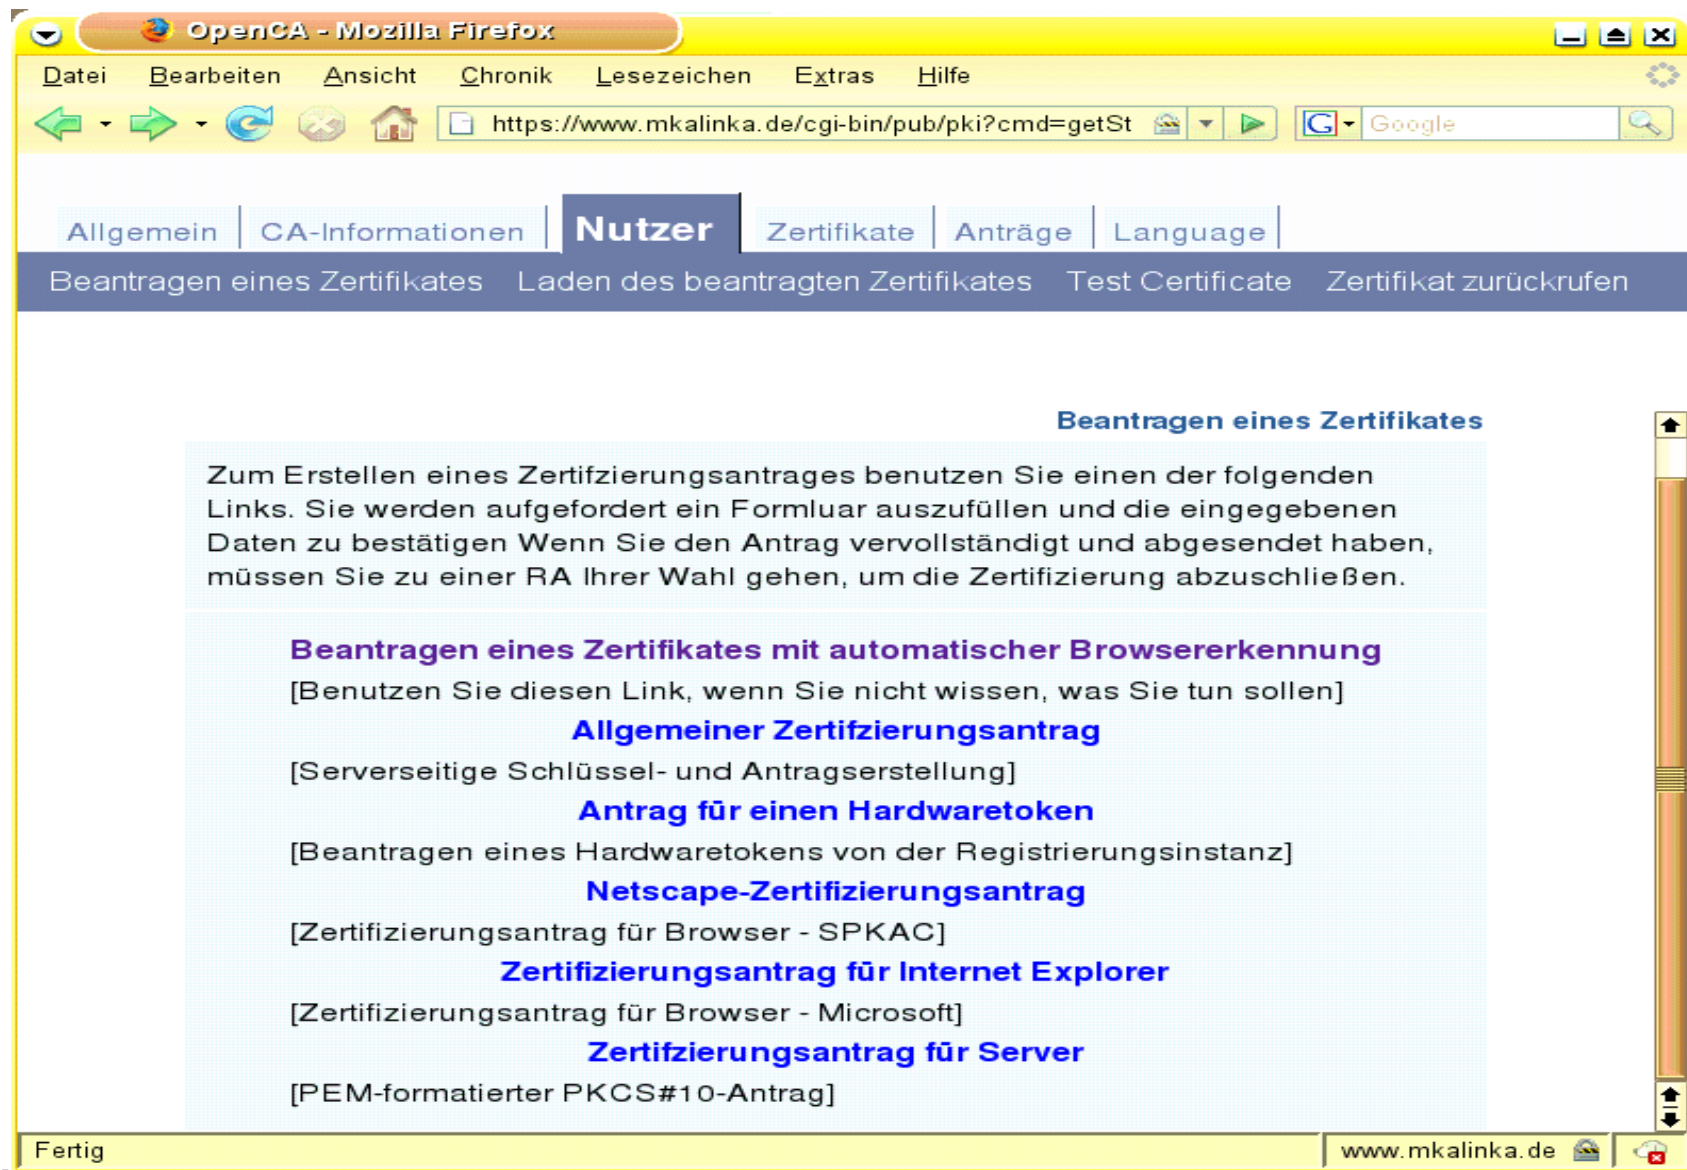 OpenCA - Mozilla Firefox
Datei Bearbeiten Ansicht Chronik Lesezeichen Extras Hilfe
https://www.mkalinka.de/cgi-bin/pub/pki?cmd=getSt G Google
Allgemein CA-Informationen Nutzer Zertifikate Anträge Language
Beantragen eines Zertifikates Laden des beantragten Zertifikates Test Certificate Zertifikat zurückrufen
Beantragen eines Zertifikates
Zum Erstellen eines Zertifzierungsantrages benutzen Sie einen der folgenden
Links. Sie werden aufgefordert ein Formluar auszufüllen und die eingegebenen
Daten zu bestätigen Wenn Sie den Antrag vervollständigt und abgesendet haben,
müssen Sie zu einer RA Ihrer Wahl gehen, um die Zertifizierung abzuschließen.
Beantragen eines Zertifikates mit automatischer Browsererkennung
[Benutzen Sie diesen Link, wenn Sie nicht wissen, was Sie tun sollen]
Allgemeiner Zertifzierungsantrag
[Serverseitige Schlüssel- und Antragserstellung]
Antrag für einen Hardwaretoken
[Beantragen eines Hardwaretokens von der Registrierungsinstanz]
Netscape-Zertifizierungsantrag
[Zertifizierungsantrag für Browser - SPKAC]
Zertifizierungsantrag für Internet Explorer
[Zertifizierungsantrag für Browser - Microsoft]
Zertifzierungsantrag für Server
[PEM-formatierter PKCS#10-Antrag]
Fertig www.mkalinka.de